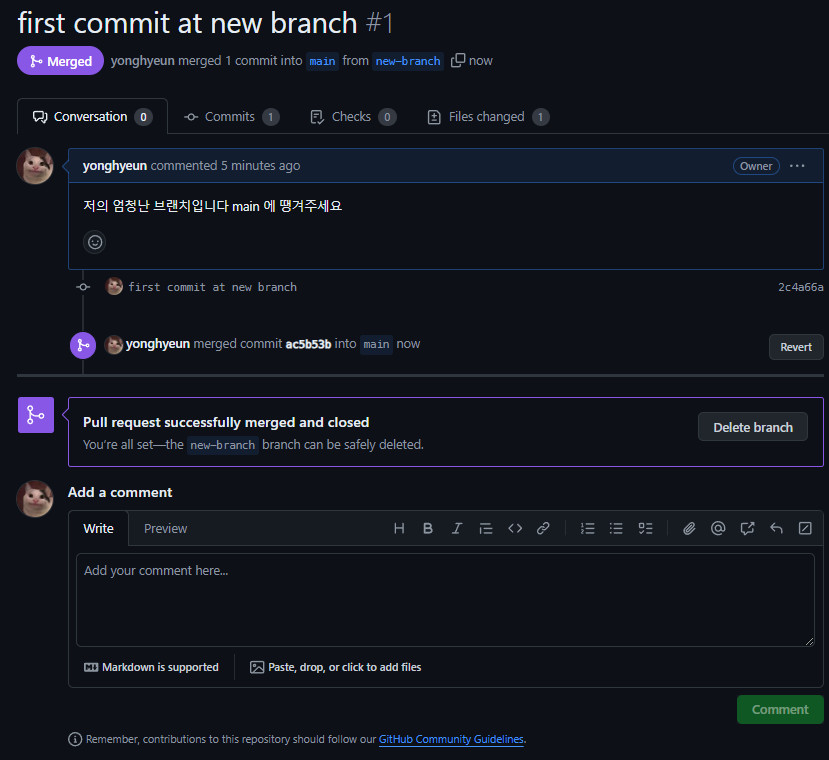 first commit at new branch #1
Merged yonghyeun merged 1 commit into main from new-branch now
Conversation 0 Commits 1 Checks 0 Files changed 1
yonghyeun commented 5 minutes ago Owner
저의 엄청난 브랜치입니다 main 에 땡겨주세요
first commit at new branch 2c4a66a
yonghyeun merged commit ac5b53b into main now
Revert
Pull request successfully merged and closed
You're all set—the new-branch branch can be safely deleted.
Delete branch
Add a comment
Write Preview
Add your comment here...
Markdown is supported Paste, drop, or click to add files
Comment
Remember, contributions to this repository should follow our GitHub Community Guidelines.